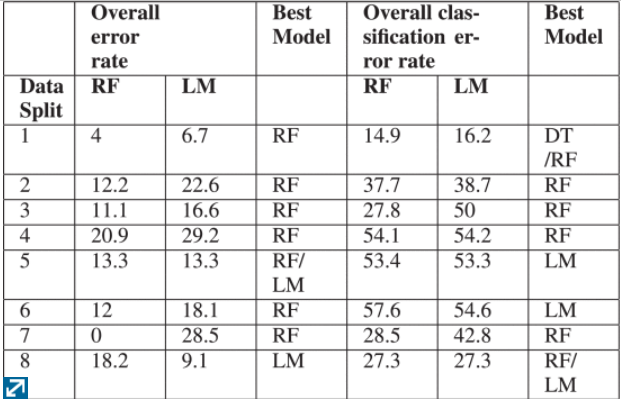 Overall error rate | Best Model | Overall clas- sification er- ror rate | Best Model
Data Split | RF | LM | | RF | LM |
1 | 4 | 6.7 | RF | 14.9 | 16.2 | DT /RF
2 | 12.2 | 22.6 | RF | 37.7 | 38.7 | RF
3 | 11.1 | 16.6 | RF | 27.8 | 50 | RF
4 | 20.9 | 29.2 | RF | 54.1 | 54.2 | RF
5 | 13.3 | 13.3 | RF/ LM | 53.4 | 53.3 | LM
6 | 12 | 18.1 | RF | 57.6 | 54.6 | LM
7 | 0 | 28.5 | RF | 28.5 | 42.8 | RF
8 | 18.2 | 9.1 | LM | 27.3 | 27.3 | RF/ LM